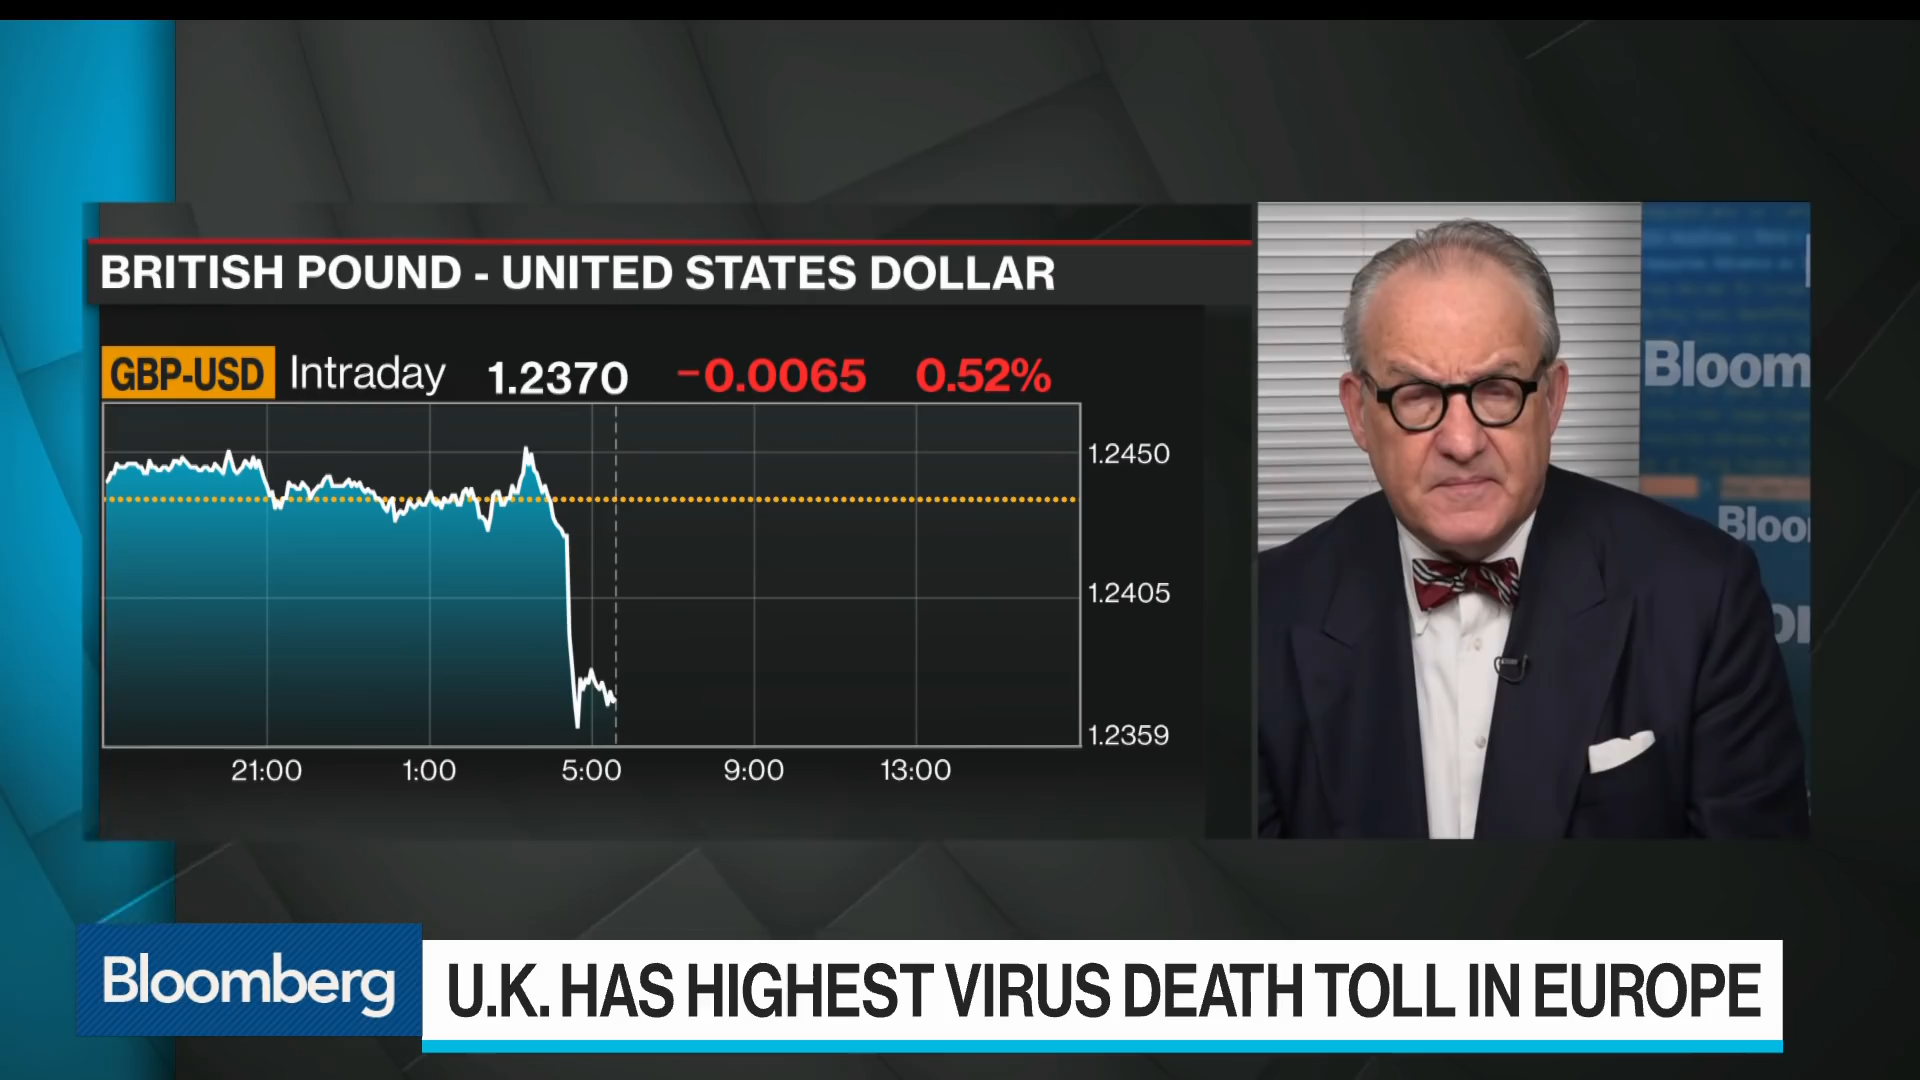 BRITISH POUND - UNITED STATES DOLLAR
GBP-USD Intraday 1.2370 -0.0065 0.52%
1.2450
1.2405
1.2359
21:00 1:00 5:00 9:00 13:00
Bloom
Bloo
Bloomberg
U.K. HAS HIGHEST VIRUS DEATH TOLL IN EUROPE